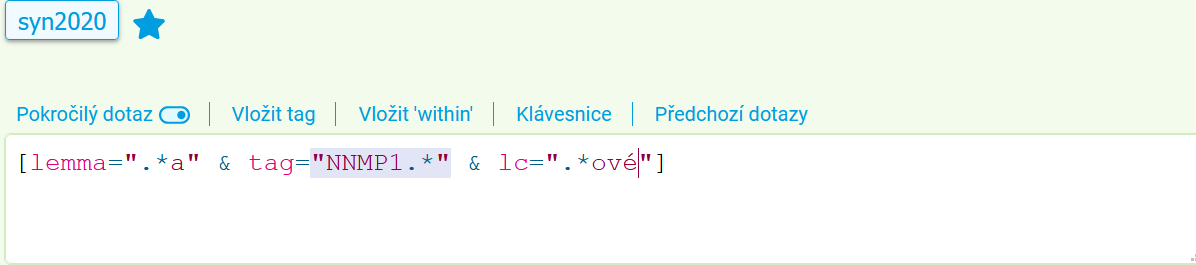 syn2020
Pokročilý dotaz | Vložit tag | Vložit 'within' | Klávesnice | Předchozí dotazy
[lemma=".*a" & tag="NNMP1.*" & lc=".*ové"]